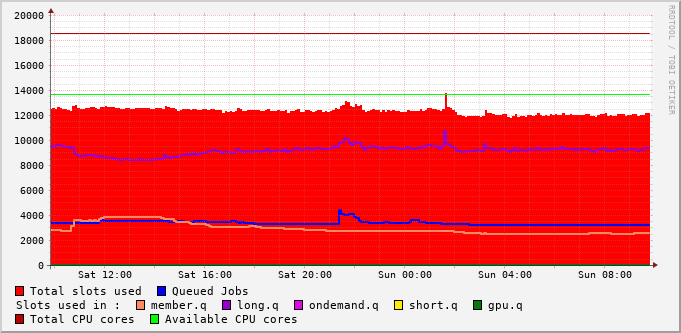 RRDTOOL / TOBI OETIKER
20000
18000
16000
14000
12000
10000
8000
6000
4000
2000
0
Sat 12:00 Sat 16:00 Sat 20:00 Sun 00:00 Sun 04:00 Sun 08:00
Total slots used Queued Jobs
Slots used in : member.q long.q ondemand.q short.q gpu.q
Total CPU cores Available CPU cores